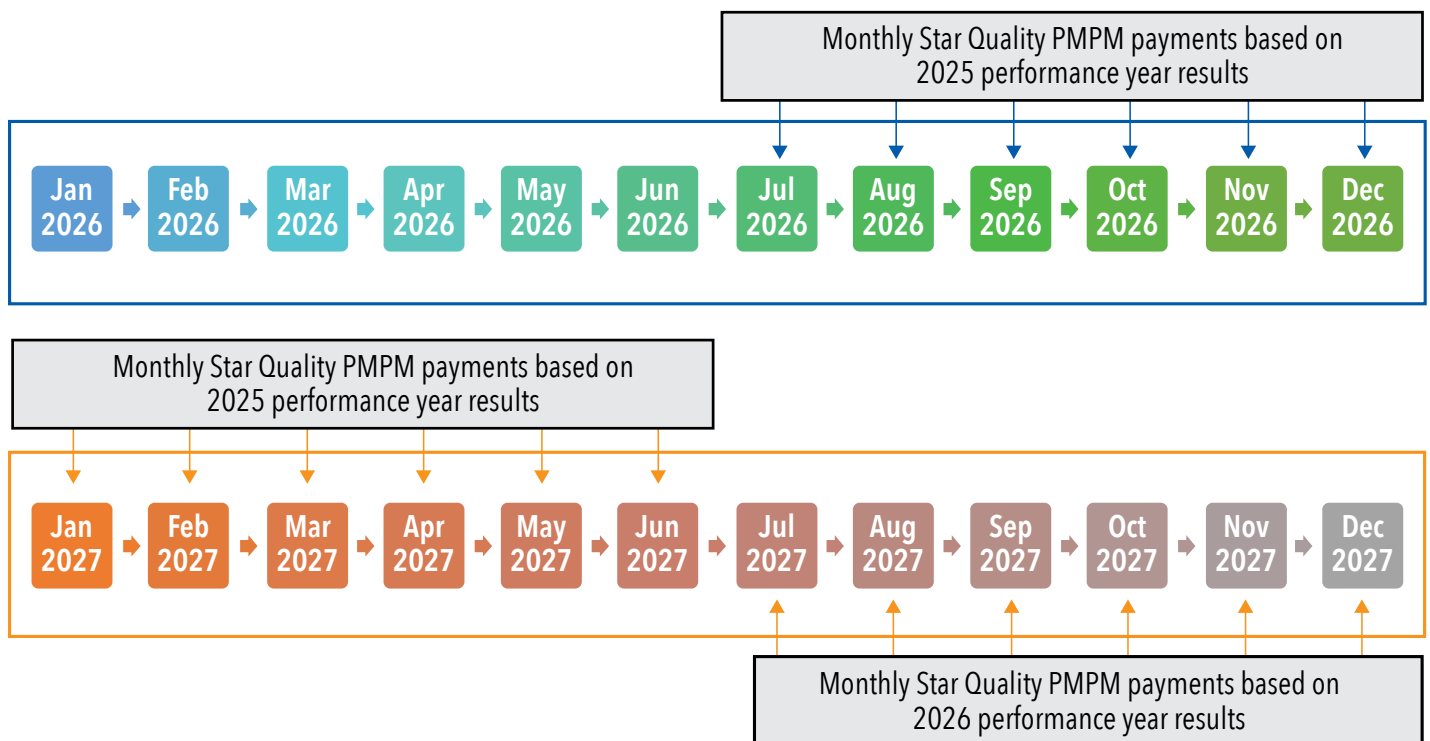 Monthly Star Quality PMPM payments based on
2025 performance year results
Jan
2026
Feb
2026
Mar
2026
Apr
2026
May
2026
Jun
2026
Jul
2026
Aug
2026
Sep
2026
Oct
2026
Nov
2026
Dec
2026
Monthly Star Quality PMPM payments based on
2025 performance year results
Jan
2027
Feb
2027
Mar
2027
Apr
2027
May
2027
Jun
2027
Jul
2027
Aug
2027
Sep
2027
Oct
2027
Nov
2027
Dec
2027
Monthly Star Quality PMPM payments based on
2026 performance year results